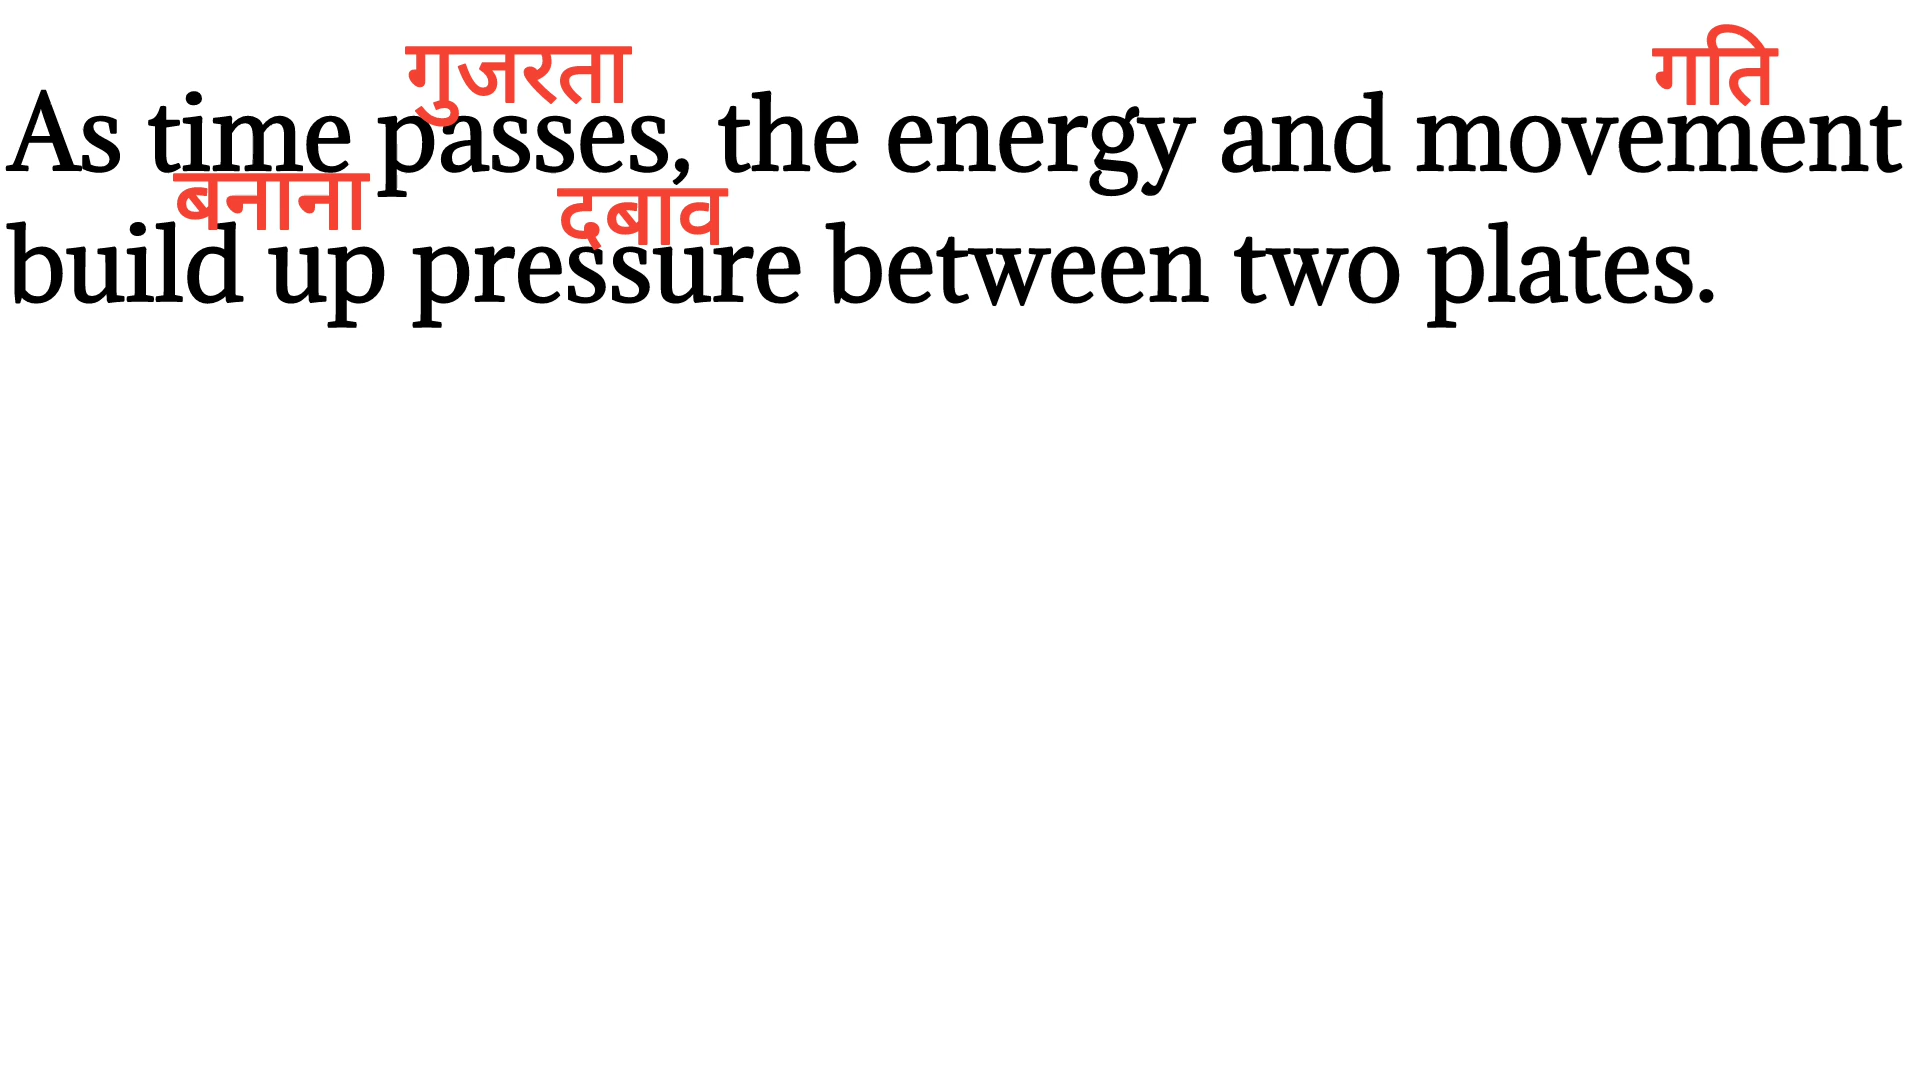 गुजरता गति
As time passes, the energy and movement
बनाना दबाव
build up pressure between two plates.